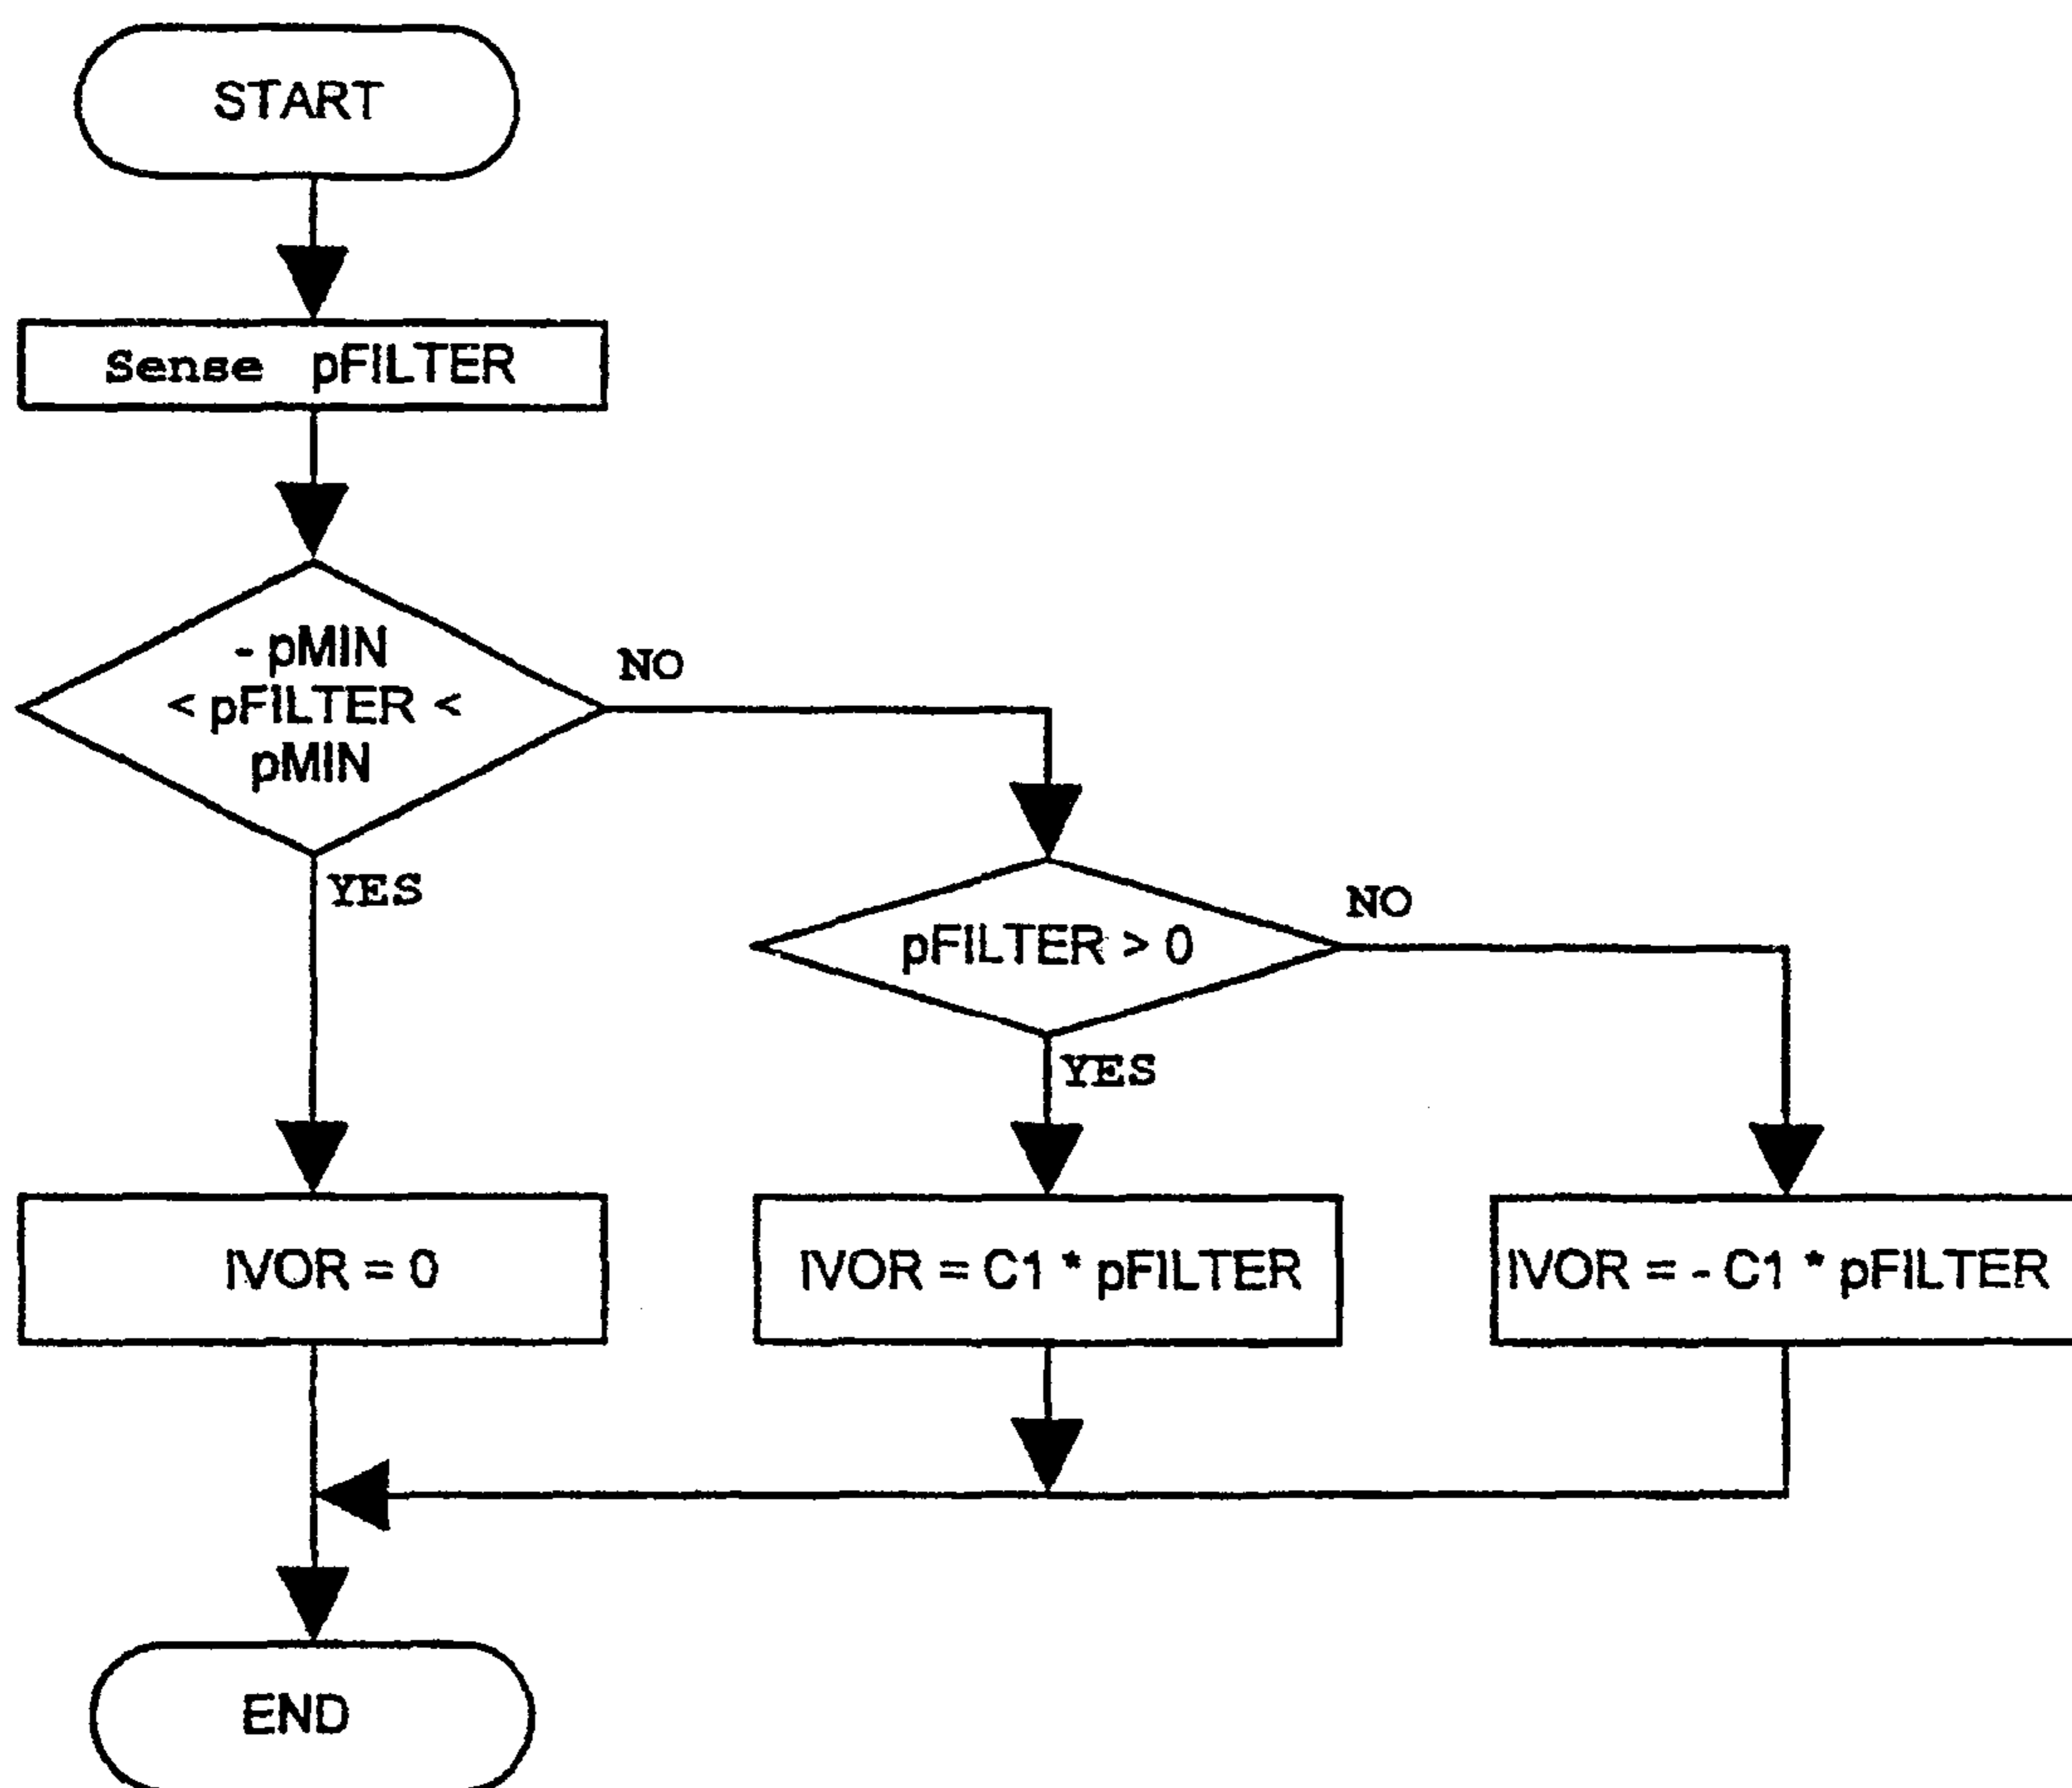 START
Sense pFILTER
- pMIN
< pFILTER <
pMIN
NO
YES
pFILTER > 0
NO
YES
IVOR = 0
IVOR = C1 * pFILTER
IVOR = - C1 * pFILTER
END